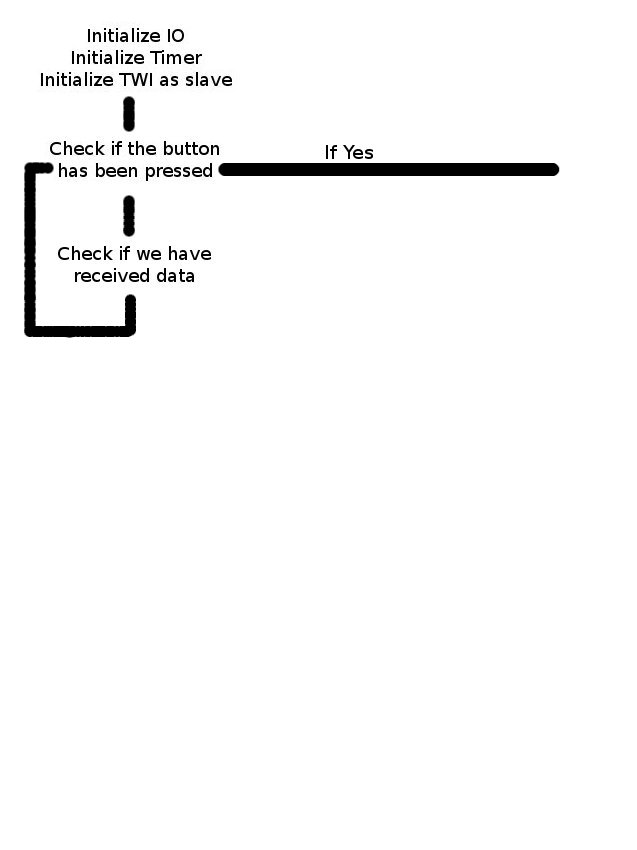 Initialize IO
Initialize Timer
Initialize TWI as slave
Check if the button
has been pressed
If Yes
Check if we have
received data